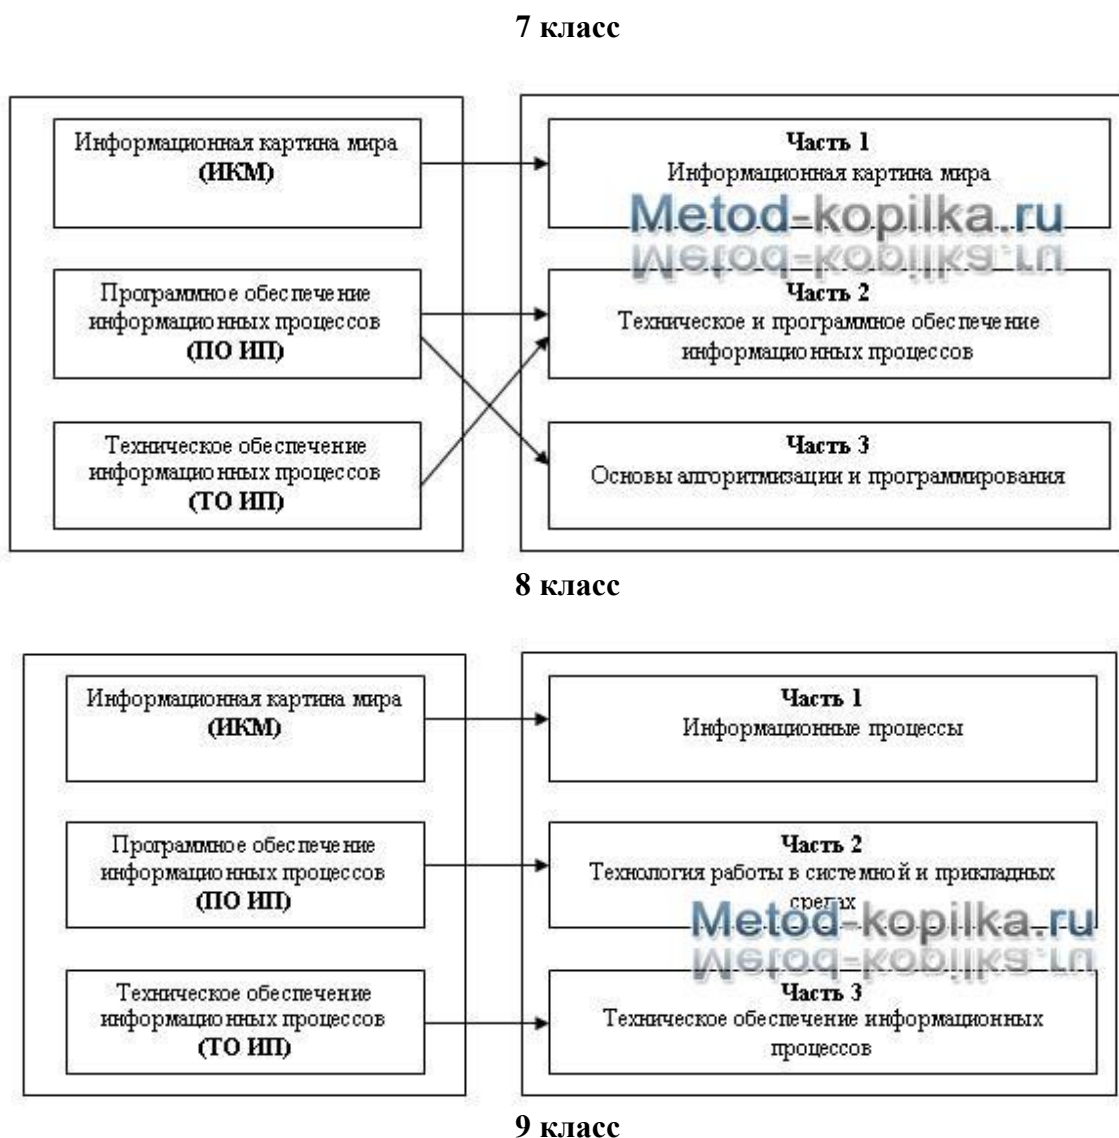 7 класс
Информационная картина мира
(ИКМ)
Часть 1
Информационная картина мира
Metod-kopilka.ru
Программное обеспечение
информационных процессов
(ПО ИП)
Часть 2
Техническое и программное обеспечение
информационных процессов
Техническое обеспечение
информационных процессов
(ТО ИП)
Часть 3
Основы алгоритмизации и программирования
8 класс
Информационная картина мира
(ИКМ)
Часть 1
Информационные процессы
Программное обеспечение
информационных процессов
(ПО ИП)
Часть 2
Технология работы в системной и прикладных
средах
Metod-kopilka.ru
Техническое обеспечение
информационных процессов
(ТО ИП)
Часть 3
Техническое обеспечение информационных
процессов
9 класс